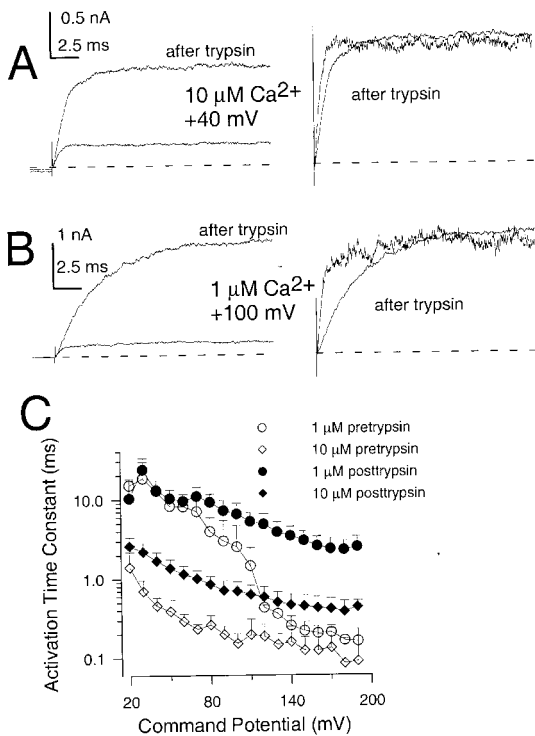 0.5 nA
2.5 ms
A
after trypsin
10 µM Ca2+
+40 mV
after trypsin
B
1 nA
2.5 ms
after trypsin
1 µM Ca2+
+100 mV
after trypsin
C
1 µM pretrypsin
10 µM pretrypsin
1 µM posttrypsin
10 µM posttrypsin
Activation Time Constant (ms)
10.0
1.0
0.1
20 80 140 200
Command Potential (mV)